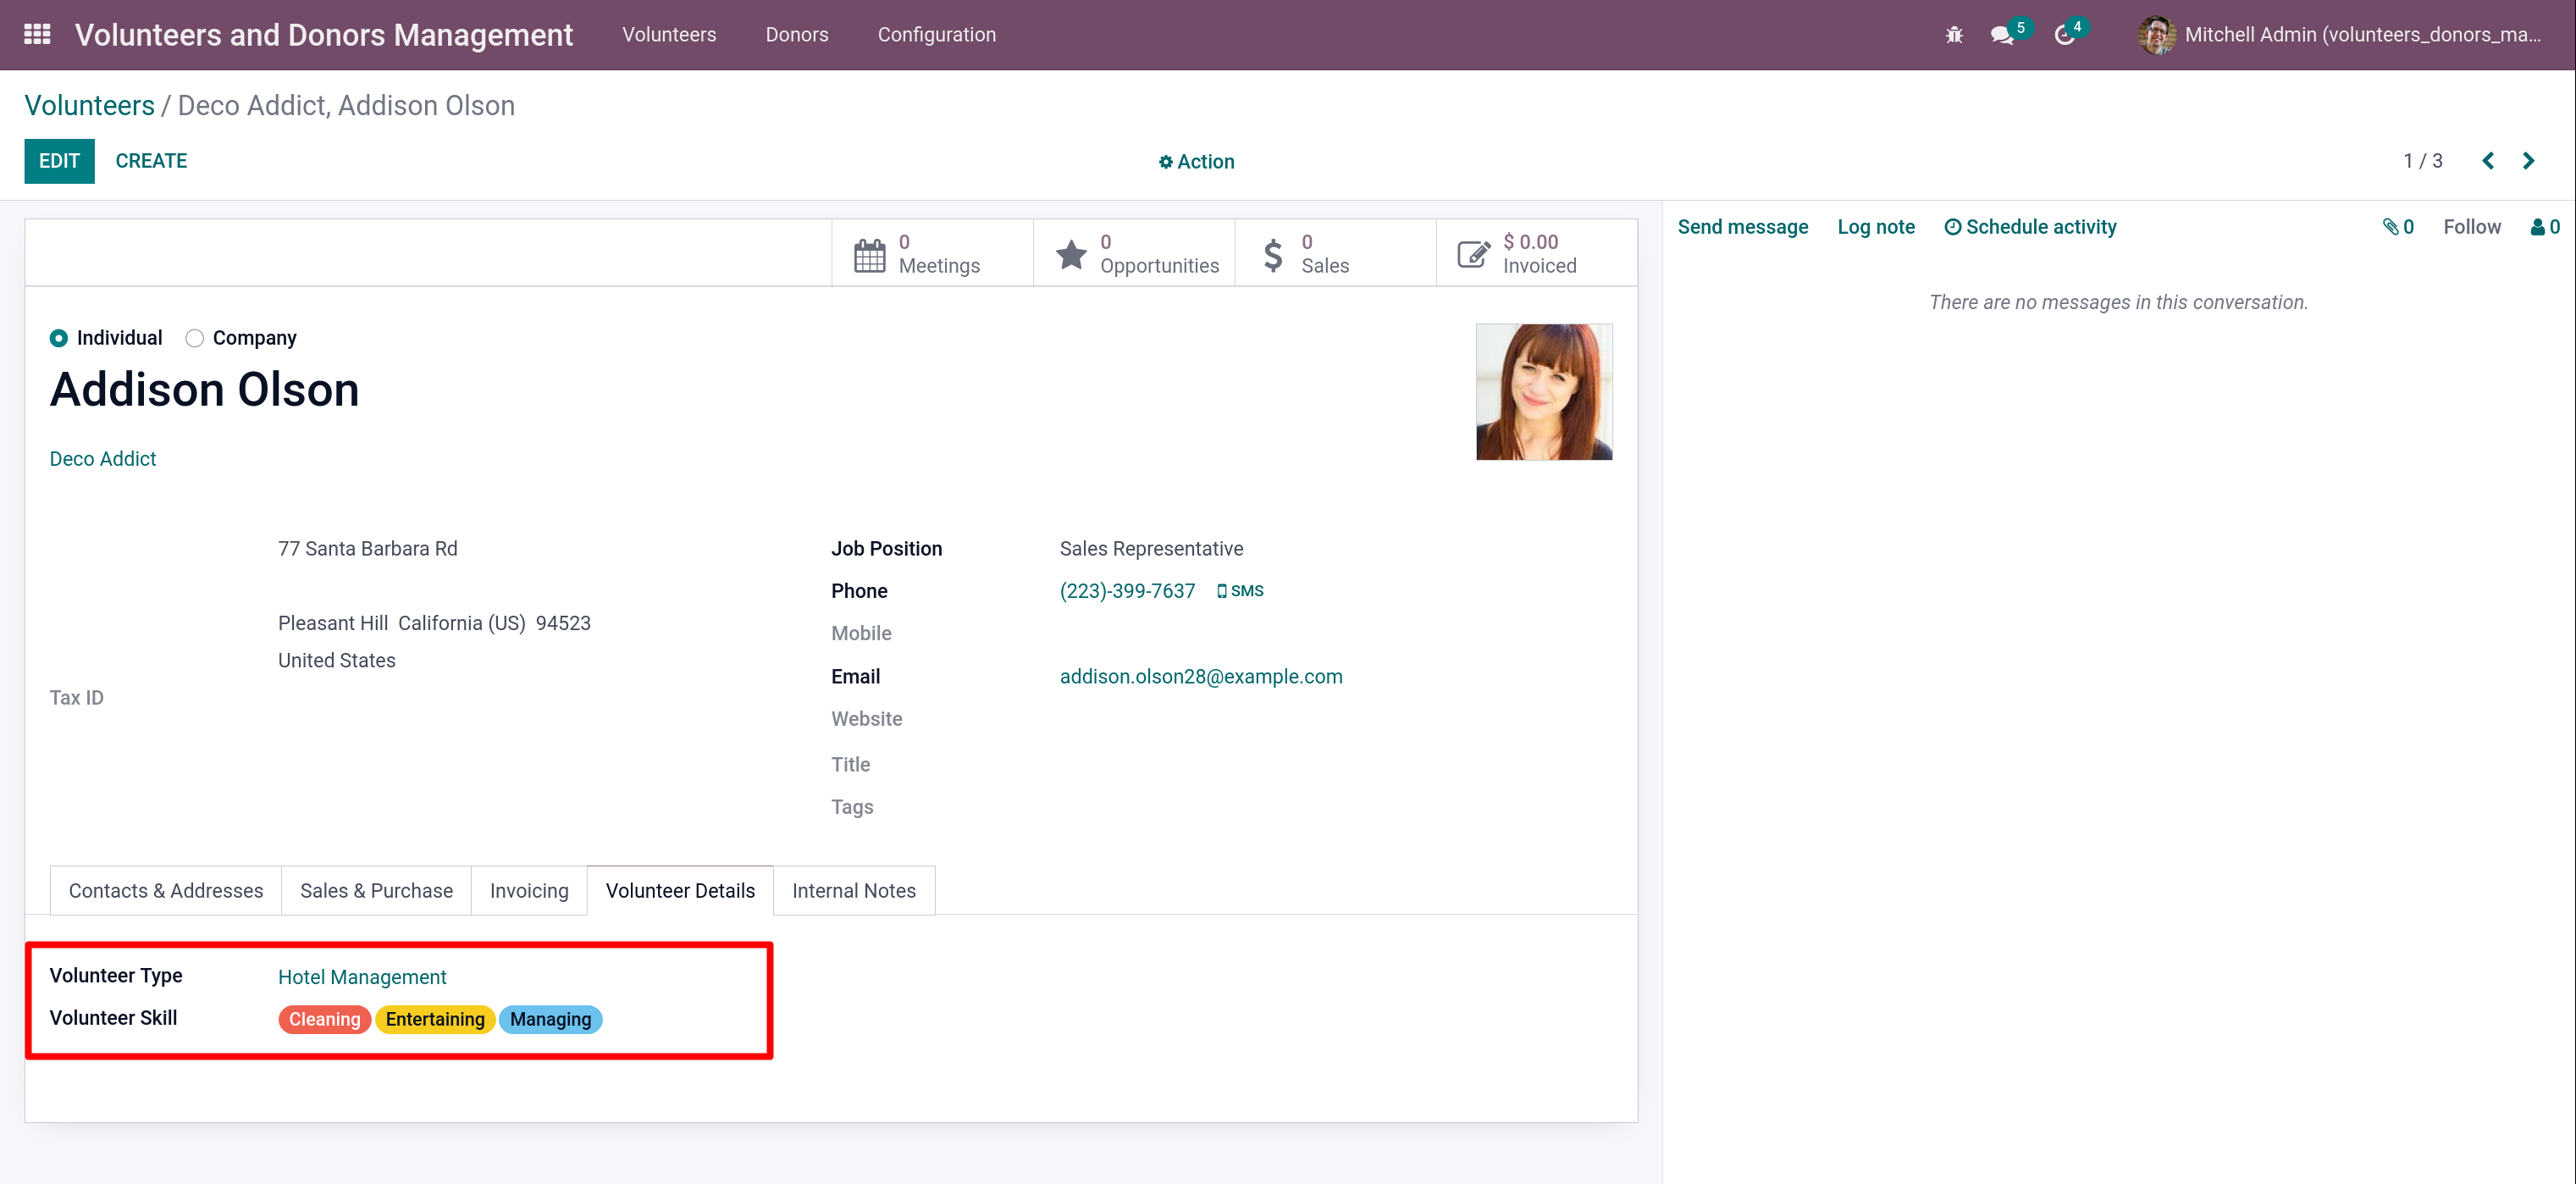 Volunteers and Donors Management Volunteers Donors Configuration 5 4 Mitchell Admin (volunteers_donors_ma...
Volunteers / Deco Addict, Addison Olson
EDIT CREATE Action 1 / 3
0 Meetings
0 Opportunities
0 Sales
$ 0.00 Invoiced
Send message Log note Schedule activity 0 Follow 0
There are no messages in this conversation.
Individual Company
Addison Olson
Deco Addict
77 Santa Barbara Rd
Pleasant Hill California (US) 94523
United States
Tax ID
Job Position Sales Representative
Phone (223)-399-7637 SMS
Mobile
Email addison.olson28@example.com
Website
Title
Tags
Contacts & Addresses Sales & Purchase Invoicing Volunteer Details Internal Notes
Volunteer Type Hotel Management
Volunteer Skill Cleaning Entertaining Managing